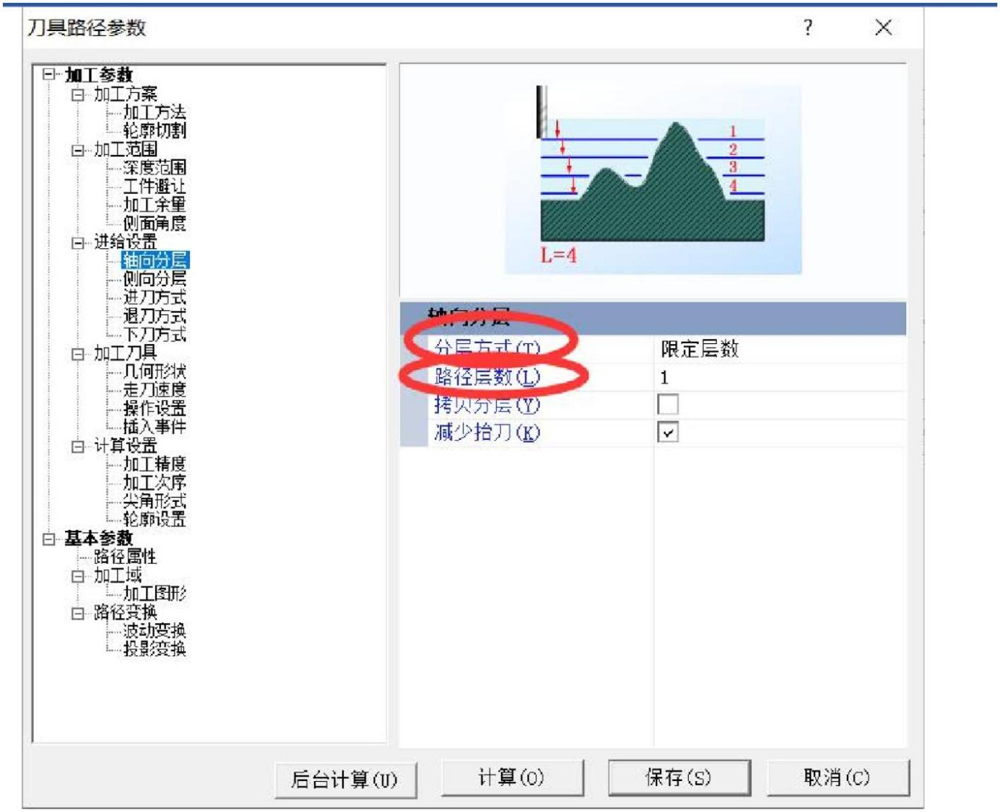 刀具路径参数
? ×
加工参数
加工方案
加工方法
轮廓切割
加工范围
深度范围
工件避让
加工余量
侧面角度
进给设置
轴向分层
侧向分层
进刀方式
退刀方式
下刀方式
加工刀具
几何形状
走刀速度
操作设置
插入事件
计算设置
加工精度
加工次序
尖角形式
轮廓设置
基本参数
路径属性
加工域
加工图形
路径变换
波动变换
投影变换
1
2
3
4
L=4
轴向分层
分层方式(T) 限定层数
路径层数(L) 1
拷贝分层(Y)
减少抬刀(K)
后台计算(U) 计算(O) 保存(S) 取消(C)